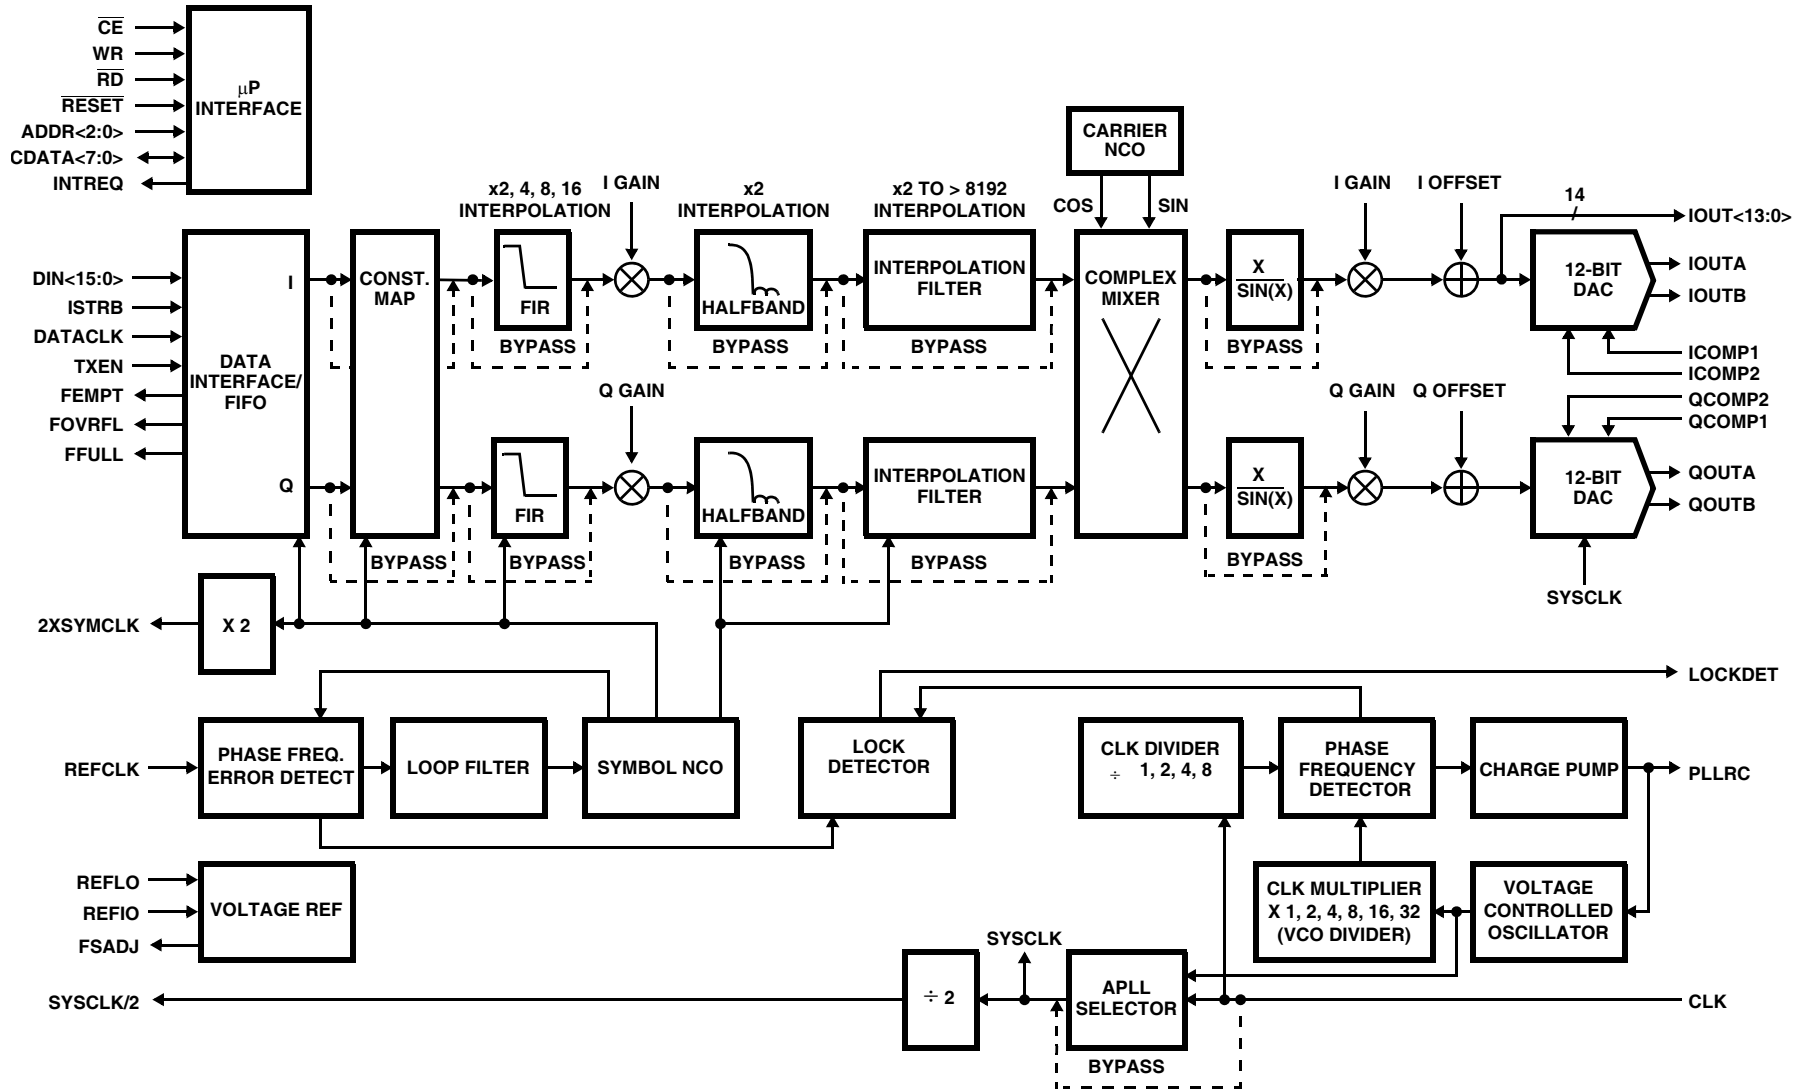 CE
WR
RD
RESET
ADDR<2:0>
CDATA<7:0>
INTREQ
µP
INTERFACE
DIN<15:0>
ISTRB
DATACLK
TXEN
FEMPT
FOVRFL
FFULL
DATA
INTERFACE/
FIFO
I
Q
CONST.
MAP
BYPASS
x2, 4, 8, 16
INTERPOLATION
FIR
BYPASS
FIR
BYPASS
I GAIN
Q GAIN
x2
INTERPOLATION
HALFBAND
BYPASS
HALFBAND
BYPASS
x2 TO > 8192
INTERPOLATION
INTERPOLATION
FILTER
BYPASS
INTERPOLATION
FILTER
BYPASS
CARRIER
NCO
COS
SIN
COMPLEX
MIXER
X
SIN(X)
BYPASS
X
SIN(X)
BYPASS
I GAIN
I OFFSET
Q GAIN
Q OFFSET
14
/
12-BIT
DAC
12-BIT
DAC
SYSCLK
IOUT<13:0>
IOUTA
IOUTB
ICOMP1
ICOMP2
QCOMP2
QCOMP1
QOUTA
QOUTB
2XSYMCLK
X 2
LOCKDET
REFCLK
PHASE FREQ.
ERROR DETECT
LOOP FILTER
SYMBOL NCO
LOCK
DETECTOR
CLK DIVIDER
÷ 1, 2, 4, 8
PHASE
FREQUENCY
DETECTOR
CHARGE PUMP
PLLRC
REFLO
REFIO
FSADJ
VOLTAGE REF
CLK MULTIPLIER
X 1, 2, 4, 8, 16, 32
(VCO DIVIDER)
VOLTAGE
CONTROLLED
OSCILLATOR
SYSCLK
SYSCLK/2
÷ 2
APLL
SELECTOR
BYPASS
CLK